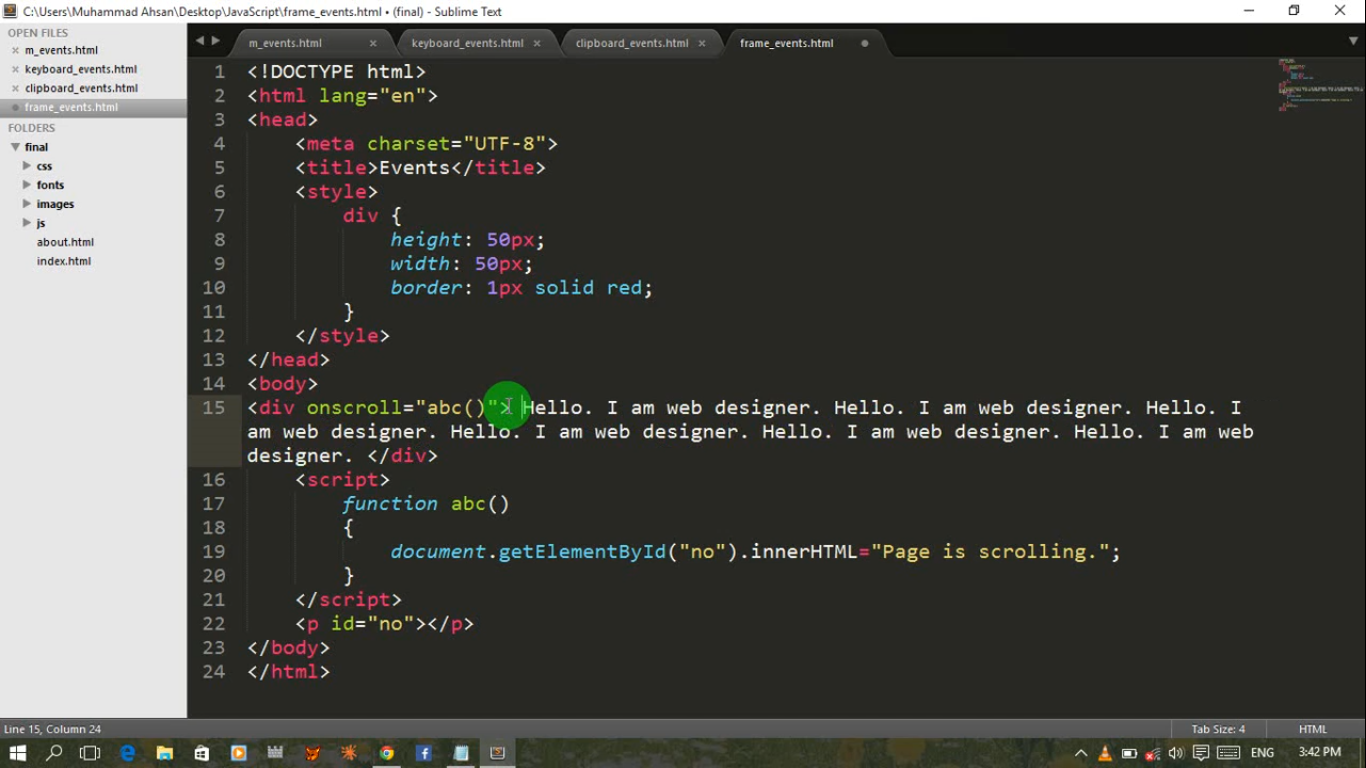 C:\Users\Muhammad Ahsan\Desktop\JavaScript\frame_events.html • (final) - Sublime Text
OPEN FILES
m_events.html
keyboard_events.html
clipboard_events.html
frame_events.html
FOLDERS
final
css
fonts
images
js
about.html
index.html
m_events.html keyboard_events.html clipboard_events.html frame_events.html
1 <!DOCTYPE html>
2 <html lang="en">
3 <head>
4 <meta charset="UTF-8">
5 <title>Events</title>
6 <style>
7 div {
8 height: 50px;
9 width: 50px;
10 border: 1px solid red;
11 }
12 </style>
13 </head>
14 <body>
15 <div onscroll="abc()"> Hello. I am web designer. Hello. I am web designer. Hello. I
am web designer. Hello. I am web designer. Hello. I am web designer. Hello. I am web
designer. </div>
16 <script>
17 function abc()
18 {
19 document.getElementById("no").innerHTML="Page is scrolling.";
20 }
21 </script>
22 <p id="no"></p>
23 </body>
24 </html>
Line 15, Column 24
Tab Size: 4 HTML
ENG 3:42 PM